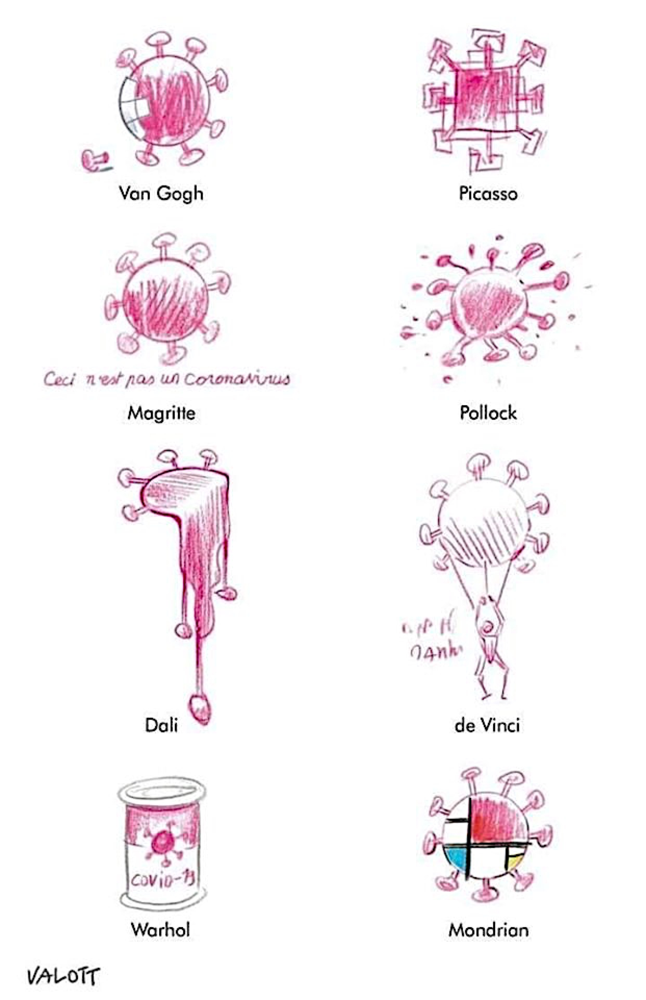 Van Gogh
Picasso
Ceci n'est pas un Coronavirus
Magritte
Pollock
Dali
de Vinci
COVID-19
Warhol
Mondrian
VALOTT